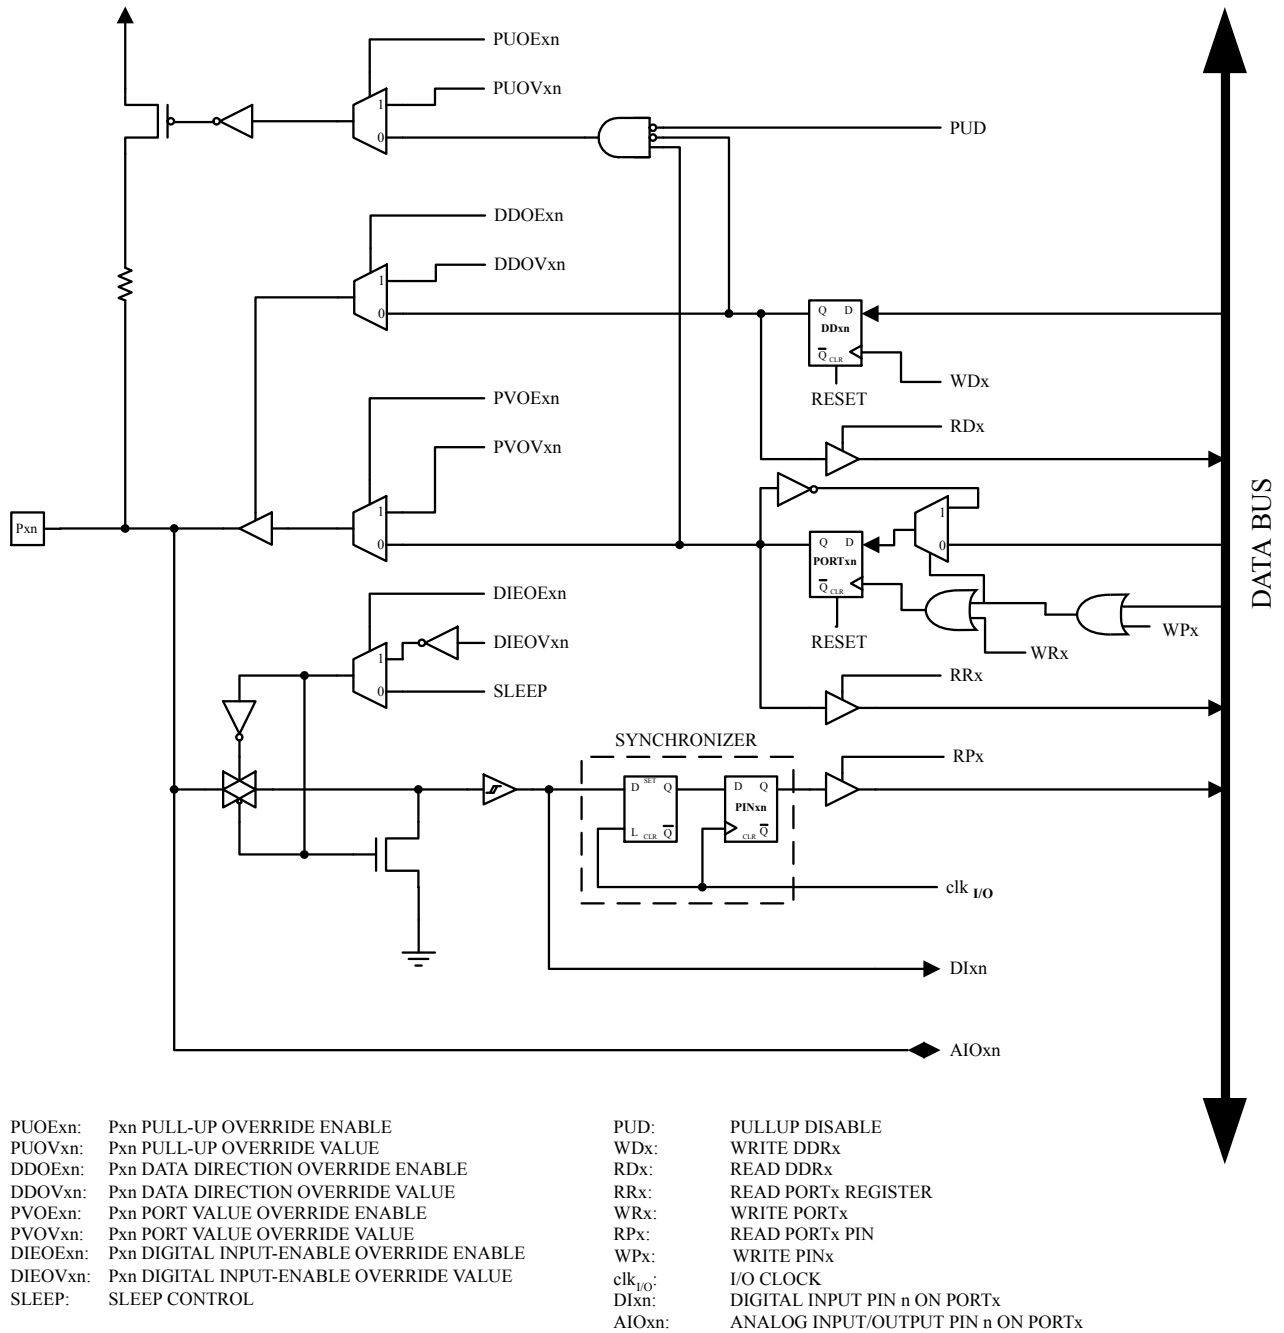 PUOExn
PUOVxn
1
0
PUD
DDOExn
DDOVxn
1
0
Q D
DDxn
Q CLR
WDx
RESET
RDx
PVOExn
PVOVxn
1
0
Pxn
1
0
Q D
PORTxn
Q CLR
RESET
WPx
WRx
RRx
DATA BUS
DIEOExn
DIEOVxn
1
0
SLEEP
SYNCHRONIZER
RPx
D SET Q
L CLR Q
D Q
PINxn
CLR Q
clk I/O
DIxn
AIOxn
PUOExn: Pxn PULL-UP OVERRIDE ENABLE
PUOVxn: Pxn PULL-UP OVERRIDE VALUE
DDOExn: Pxn DATA DIRECTION OVERRIDE ENABLE
DDOVxn: Pxn DATA DIRECTION OVERRIDE VALUE
PVOExn: Pxn PORT VALUE OVERRIDE ENABLE
PVOVxn: Pxn PORT VALUE OVERRIDE VALUE
DIEOExn: Pxn DIGITAL INPUT-ENABLE OVERRIDE ENABLE
DIEOVxn: Pxn DIGITAL INPUT-ENABLE OVERRIDE VALUE
SLEEP: SLEEP CONTROL
PUD: PULLUP DISABLE
WDx: WRITE DDRx
RDx: READ DDRx
RRx: READ PORTx REGISTER
WRx: WRITE PORTx
RPx: READ PORTx PIN
WPx: WRITE PINx
clkI/O: I/O CLOCK
DIxn: DIGITAL INPUT PIN n ON PORTx
AIOxn: ANALOG INPUT/OUTPUT PIN n ON PORTx